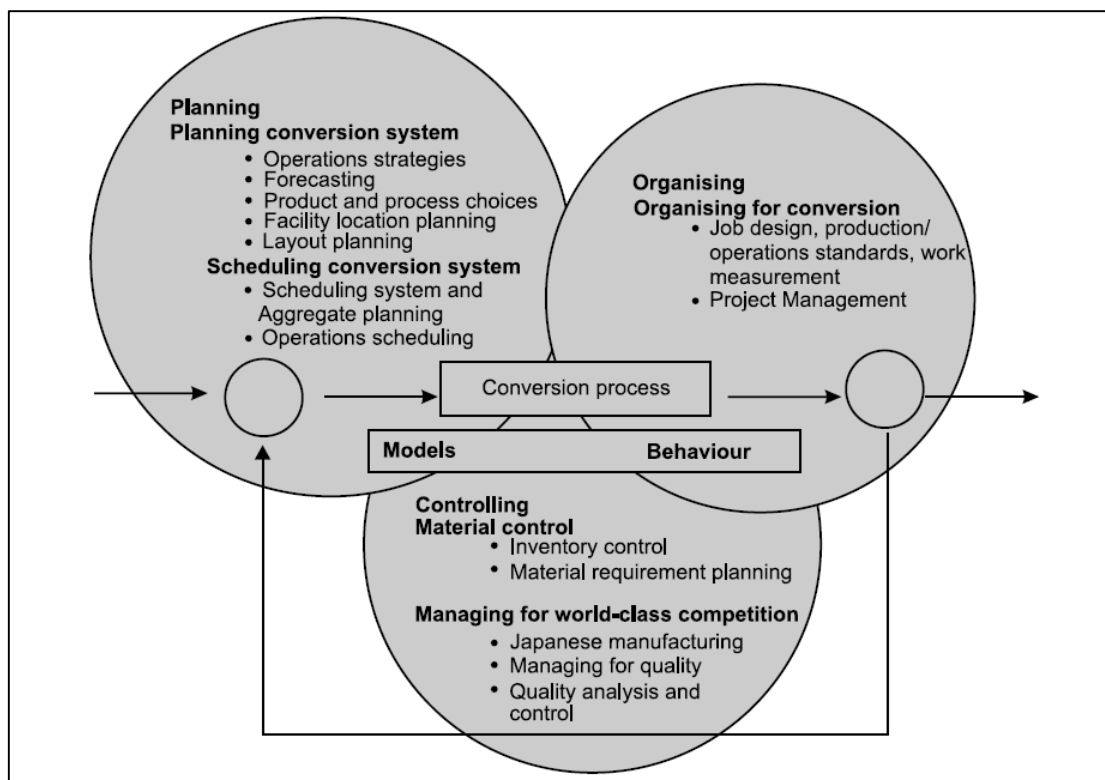 Planning
Planning conversion system
• Operations strategies
• Forecasting
• Product and process choices
• Facility location planning
• Layout planning
Scheduling conversion system
• Scheduling system and
Aggregate planning
• Operations scheduling
Organising
Organising for conversion
• Job design, production/
operations standards, work
measurement
• Project Management
Conversion process
Models
Behaviour
Controlling
Material control
• Inventory control
• Material requirement planning
Managing for world-class competition
• Japanese manufacturing
• Managing for quality
• Quality analysis and
control